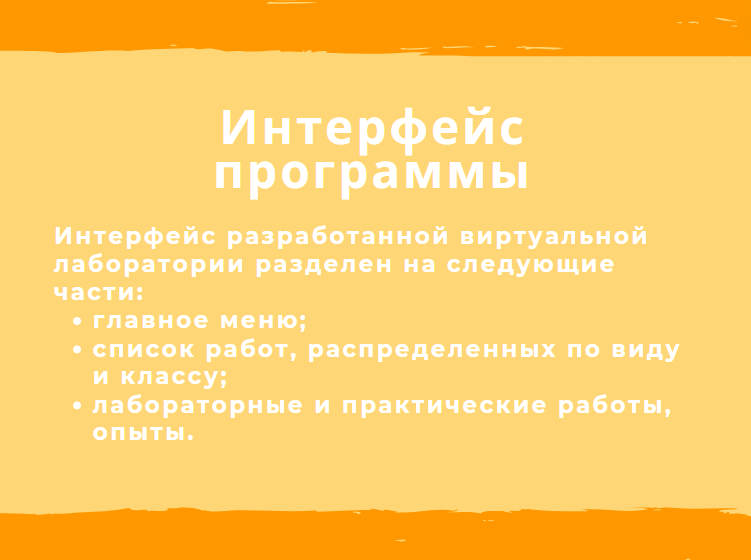 Интерфейс
программы
Интерфейс разработанной виртуальной
лаборатории разделен на следующие
части:
• главное меню;
• список работ, распределенных по виду
и классу;
• лабораторные и практические работы,
опыты.